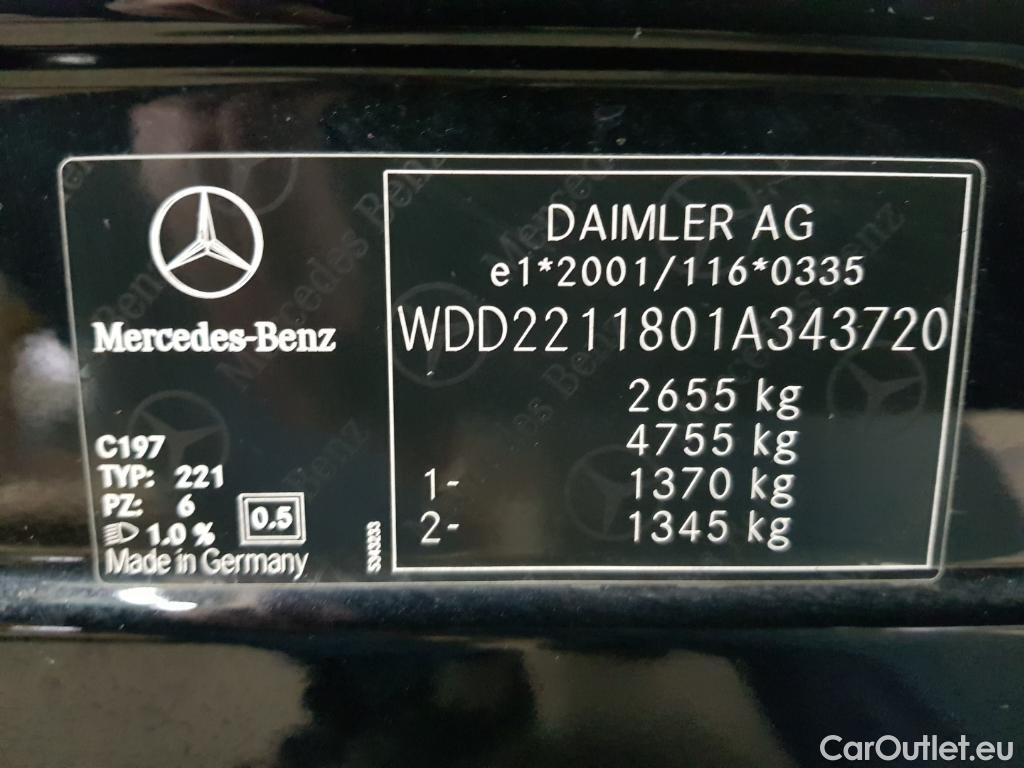 Mercedes-Benz
C197
TYP: 221
PZ: 6
1.0 %
0.5
Made in Germany
S343233
DAIMLER AG
e1*2001/116*0335
WDD2211801A343720
2655 kg
4755 kg
1- 1370 kg
2- 1345 kg
CarOutlet.eu